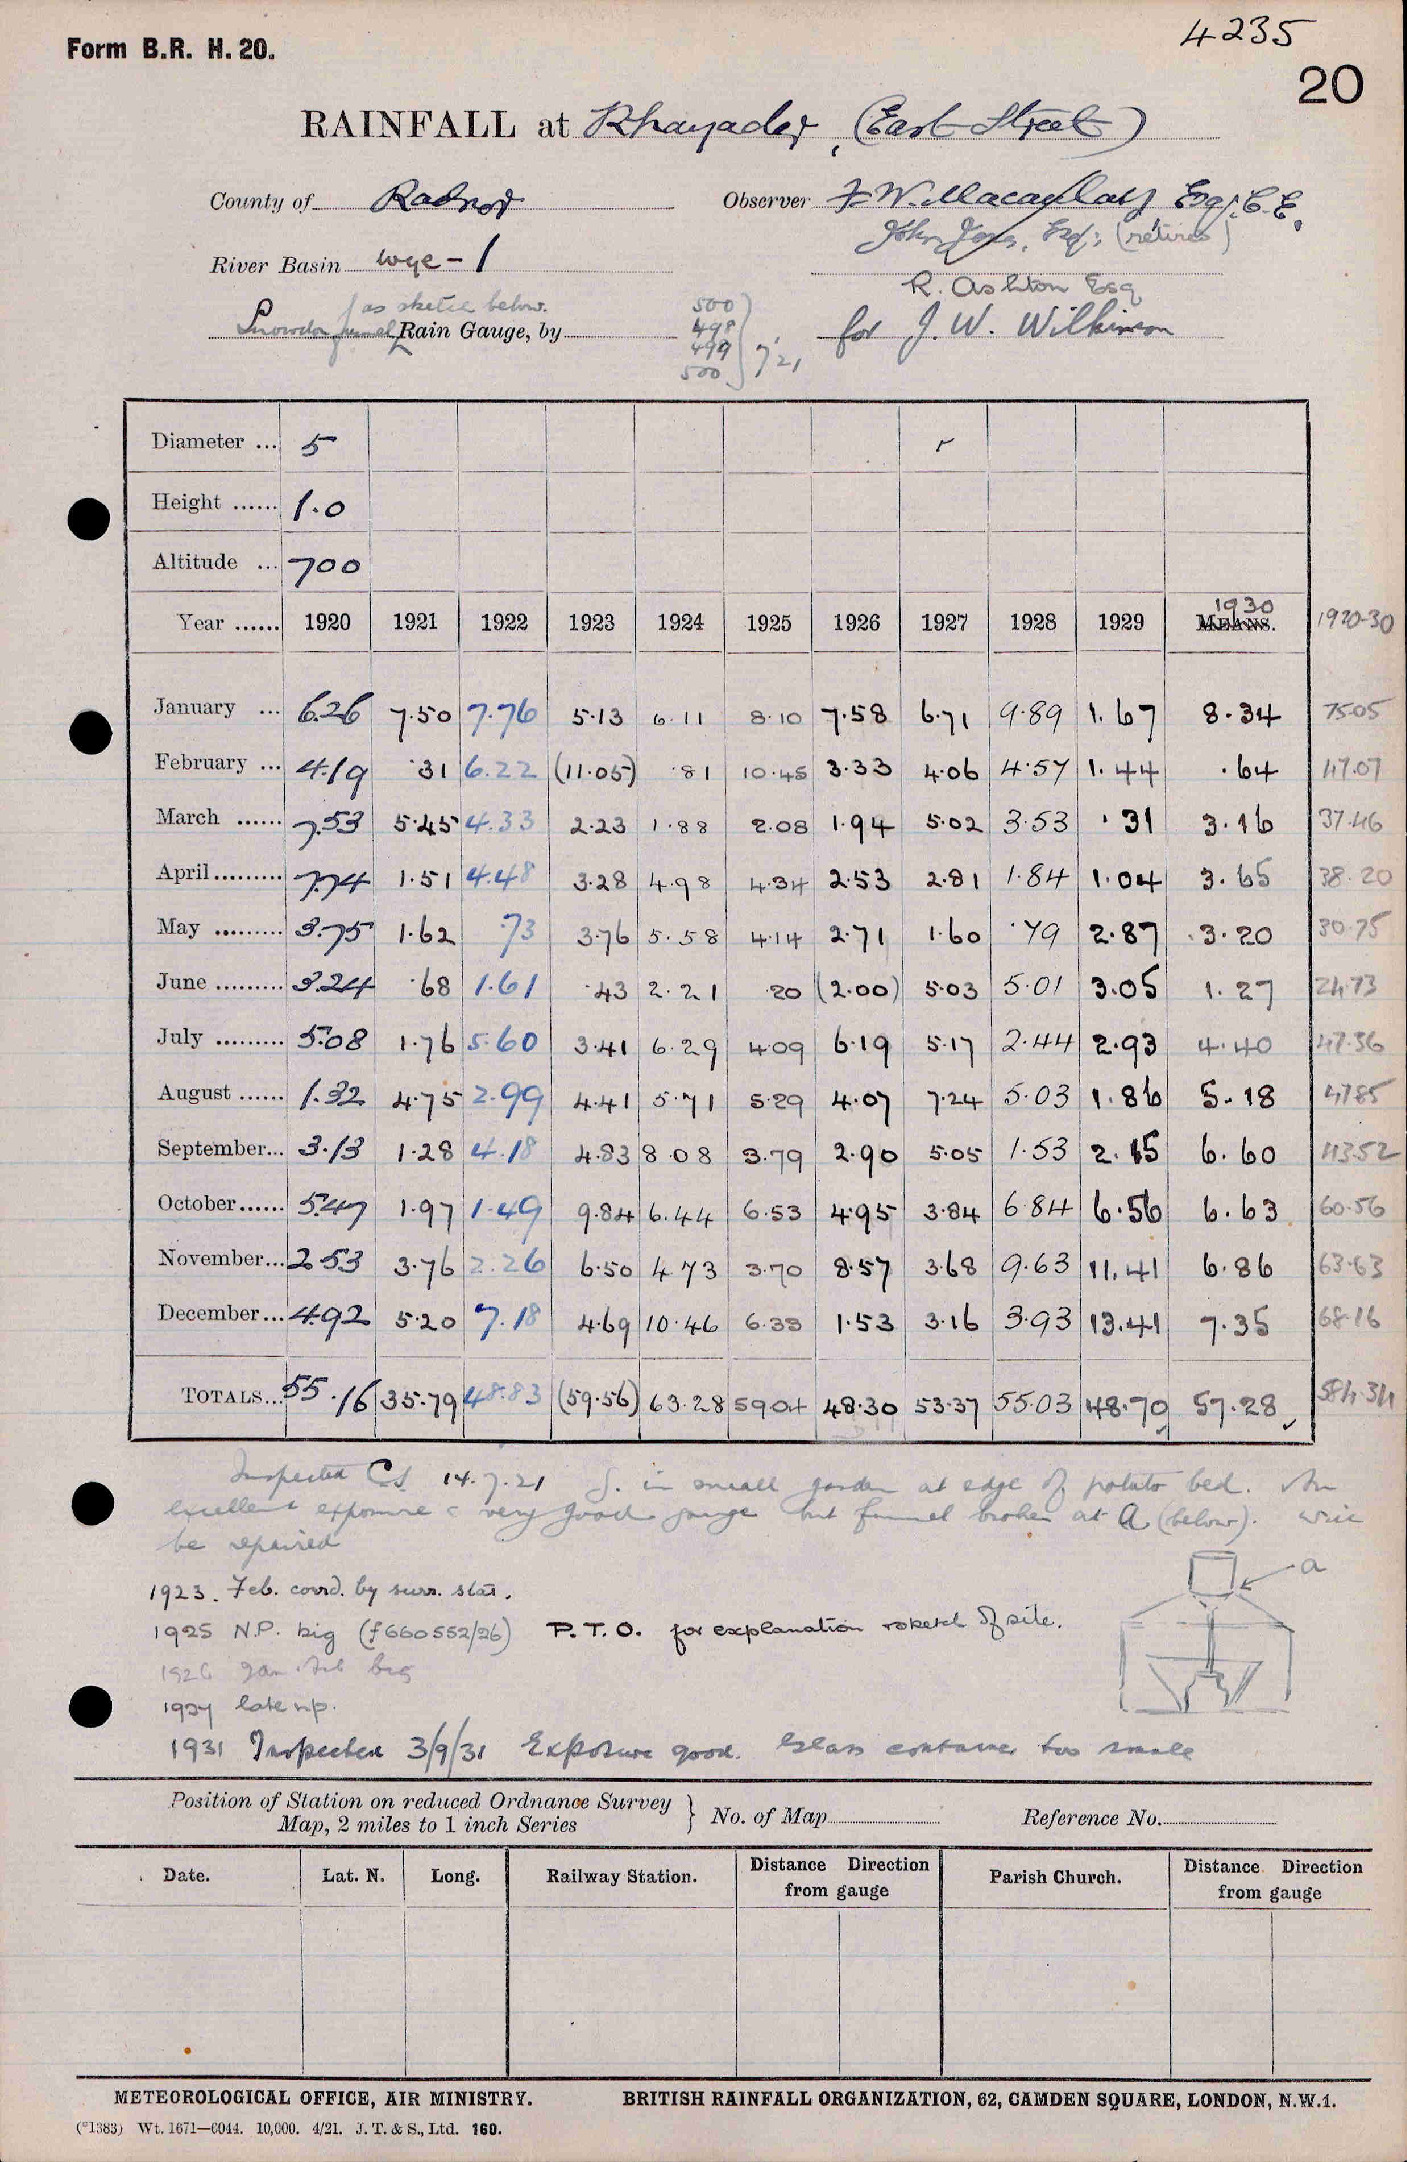 4235
Form B.R. H. 20.
20
RAINFALL at Rhayader, (East Street)
County of Radnor Observer F. W. Macaulay Esq. C.E.
John Jones, Esq; (retired)
River Basin Wye - 1
R. Ashton Esq
Snowdon funnel as sketch below. Rain Gauge, by
500
498
499
500 } 7.'21
for J. W. Wilkinson
Diameter ... 5
Height ...... 1.0
Altitude ... 700
Year ...... 1920 1921 1922 1923 1924 1925 1926 1927 1928 1929 MEANS. 1930 1920-30
January ... 6.26 7.50 7.76 5.13 6.11 8.10 7.58 6.71 9.89 1.67 8.34 75.05
February ... 4.19 .31 6.22 (11.05) .81 10.45 3.33 4.06 4.57 1.44 .64 47.07
March ...... 7.53 5.45 4.33 2.23 1.88 2.08 1.94 5.02 3.53 .31 3.16 37.46
April ......... 7.74 1.51 4.48 3.28 4.98 4.34 2.53 2.81 1.84 1.04 3.65 38.20
May ......... 3.75 1.62 .73 3.76 5.58 4.14 2.71 1.60 .79 2.87 3.20 30.75
June ......... 3.24 .68 1.61 .43 2.21 .20 (2.00) 5.03 5.01 3.05 1.27 24.73
July ......... 5.08 1.76 5.60 3.41 6.29 4.09 6.19 5.17 2.44 2.93 4.40 47.36
August ...... 1.32 4.75 2.99 4.41 5.71 5.29 4.07 7.24 5.03 1.86 5.18 47.85
September... 3.13 1.28 4.18 4.83 8.08 3.79 2.90 5.05 1.53 2.15 6.60 43.52
October...... 5.47 1.97 1.49 9.84 6.44 6.53 4.95 3.84 6.84 6.56 6.63 60.56
November... 2.53 3.76 2.26 6.50 4.73 3.70 8.57 3.68 9.63 11.41 6.86 63.63
December... 4.92 5.20 7.18 4.69 10.46 6.33 1.53 3.16 3.93 13.41 7.35 68.16
TOTALS... 55.16 35.79 48.83 (59.56) 63.28 59.04 48.30 53.37 55.03 48.70 57.28 584.34
Inspected CS 14.7.21 G. in small garden at edge of potato bed. An
excellent exposure & very good gauge but funnel broken at A (below). Will
be repaired
a
1923. Feb. coord. by surr. stas.
1925 N.P. big (f660552/26) P.T.O. for explanation & sketch of site.
1926 Jan. Feb big
1927 late n.p.
1931 Inspected 3/9/31 Exposure good. Glass container too small
Position of Station on reduced Ordnance Survey
Map, 2 miles to 1 inch Series } No. of Map Reference No.
Date. Lat. N. Long. Railway Station. Distance Direction from gauge Parish Church. Distance Direction from gauge
METEOROLOGICAL OFFICE, AIR MINISTRY. BRITISH RAINFALL ORGANIZATION, 62, CAMDEN SQUARE, LONDON, N.W.1.
(*1383) Wt. 1671—6044. 10,000. 4/21. J. T. & S., Ltd. 160.